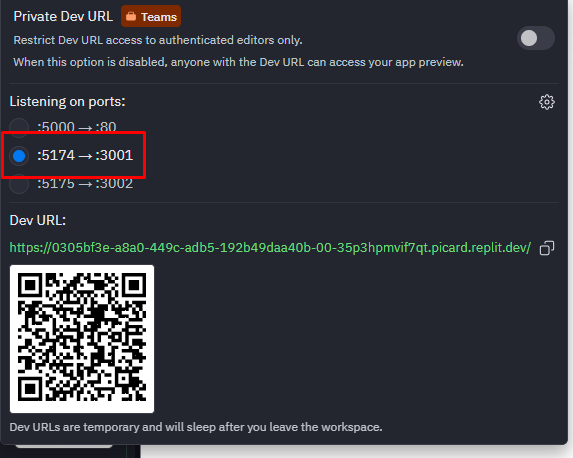 Private Dev URL Teams
Restrict Dev URL access to authenticated editors only.
When this option is disabled, anyone with the Dev URL can access your app preview.
Listening on ports:
:5000 → :80
:5174 → :3001
:5175 → :3002
Dev URL:
https://0305bf3e-a8a0-449c-adb5-192b49daa40b-00-35p3hpmvif7qt.picard.replit.dev/
Dev URLs are temporary and will sleep after you leave the workspace.